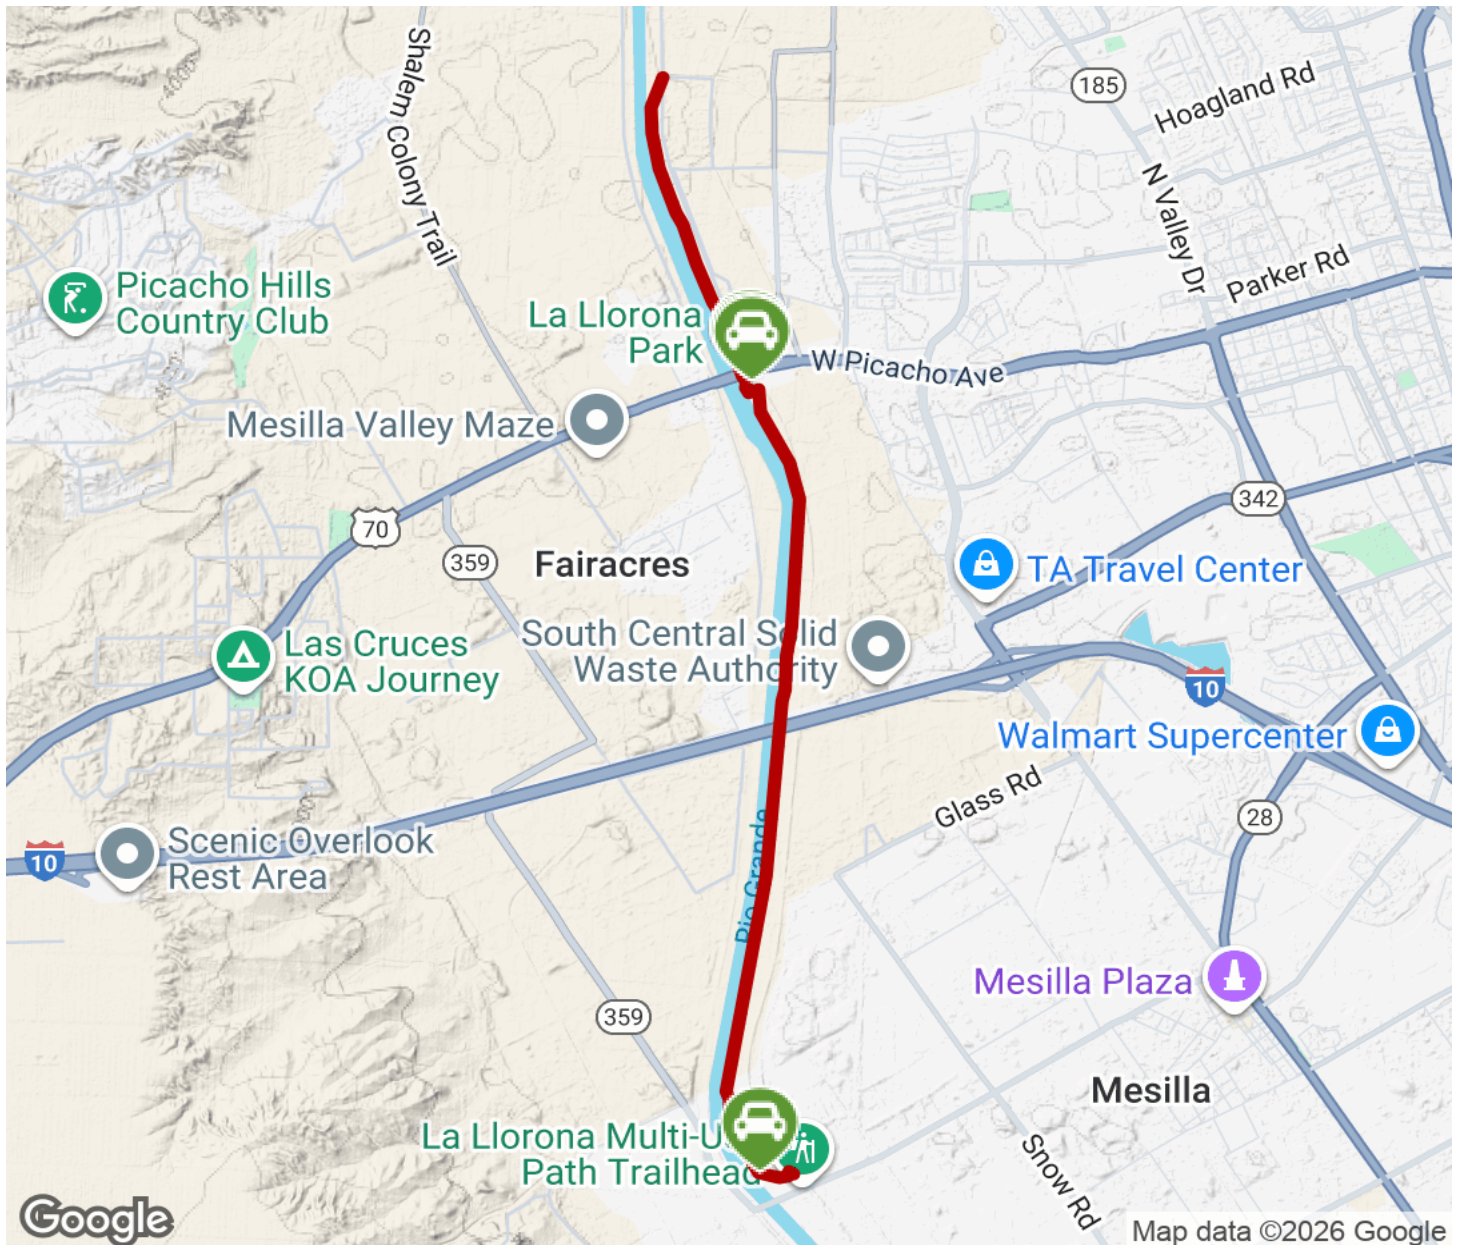 Shalem Colony Trail
4000
185
Hoagland Rd
N Valley Dr
Parker Rd
Picacho Hills
Country Club
La Llorona
Park
W Picacho Ave
Mesilla Valley Maze
342
70
359
Fairacres
TA Travel Center
South Central Solid
Waste Authority
Las Cruces
KOA Journey
10
Walmart Supercenter
Glass Rd
28
Scenic Overlook
Rest Area
10
Rio Grande
Mesilla Plaza
359
Mesilla
La Llorona Multi-U
Path Trailhead
Snow Rd
Google
Map data ©2026 Google